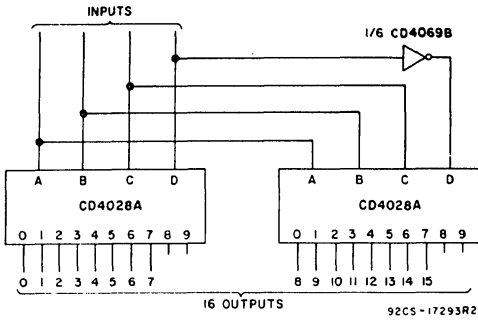 INPUTS
1/6 CD4069B
A B C D
A B C D
CD4028A
CD4028A
0 1 2 3 4 5 6 7 8 9
0 1 2 3 4 5 6 7 8 9
0 1 2 3 4 5 6 7
8 9 10 11 12 13 14 15
16 OUTPUTS
92CS-17293R2